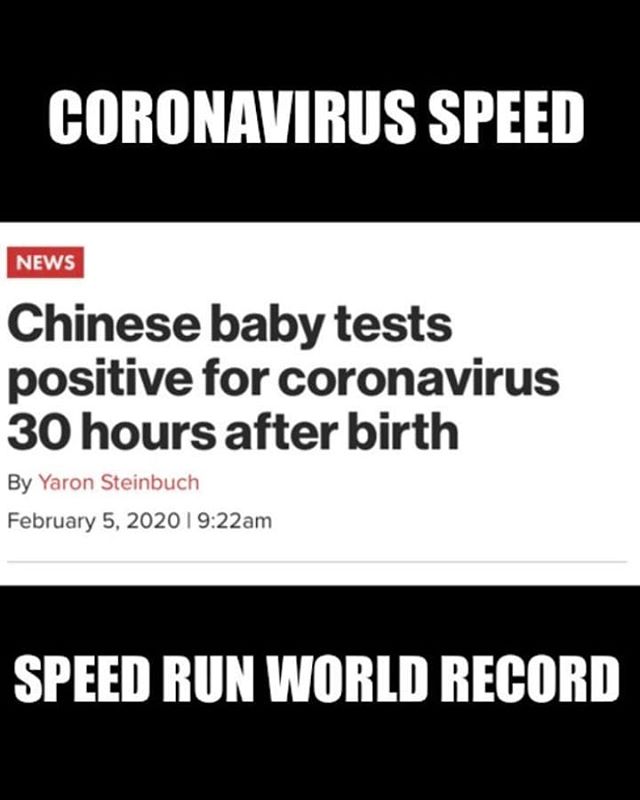 CORONAVIRUS SPEED
NEWS
Chinese baby tests
positive for coronavirus
30 hours after birth
By Yaron Steinbuch
February 5, 2020 | 9:22am
SPEED RUN WORLD RECORD